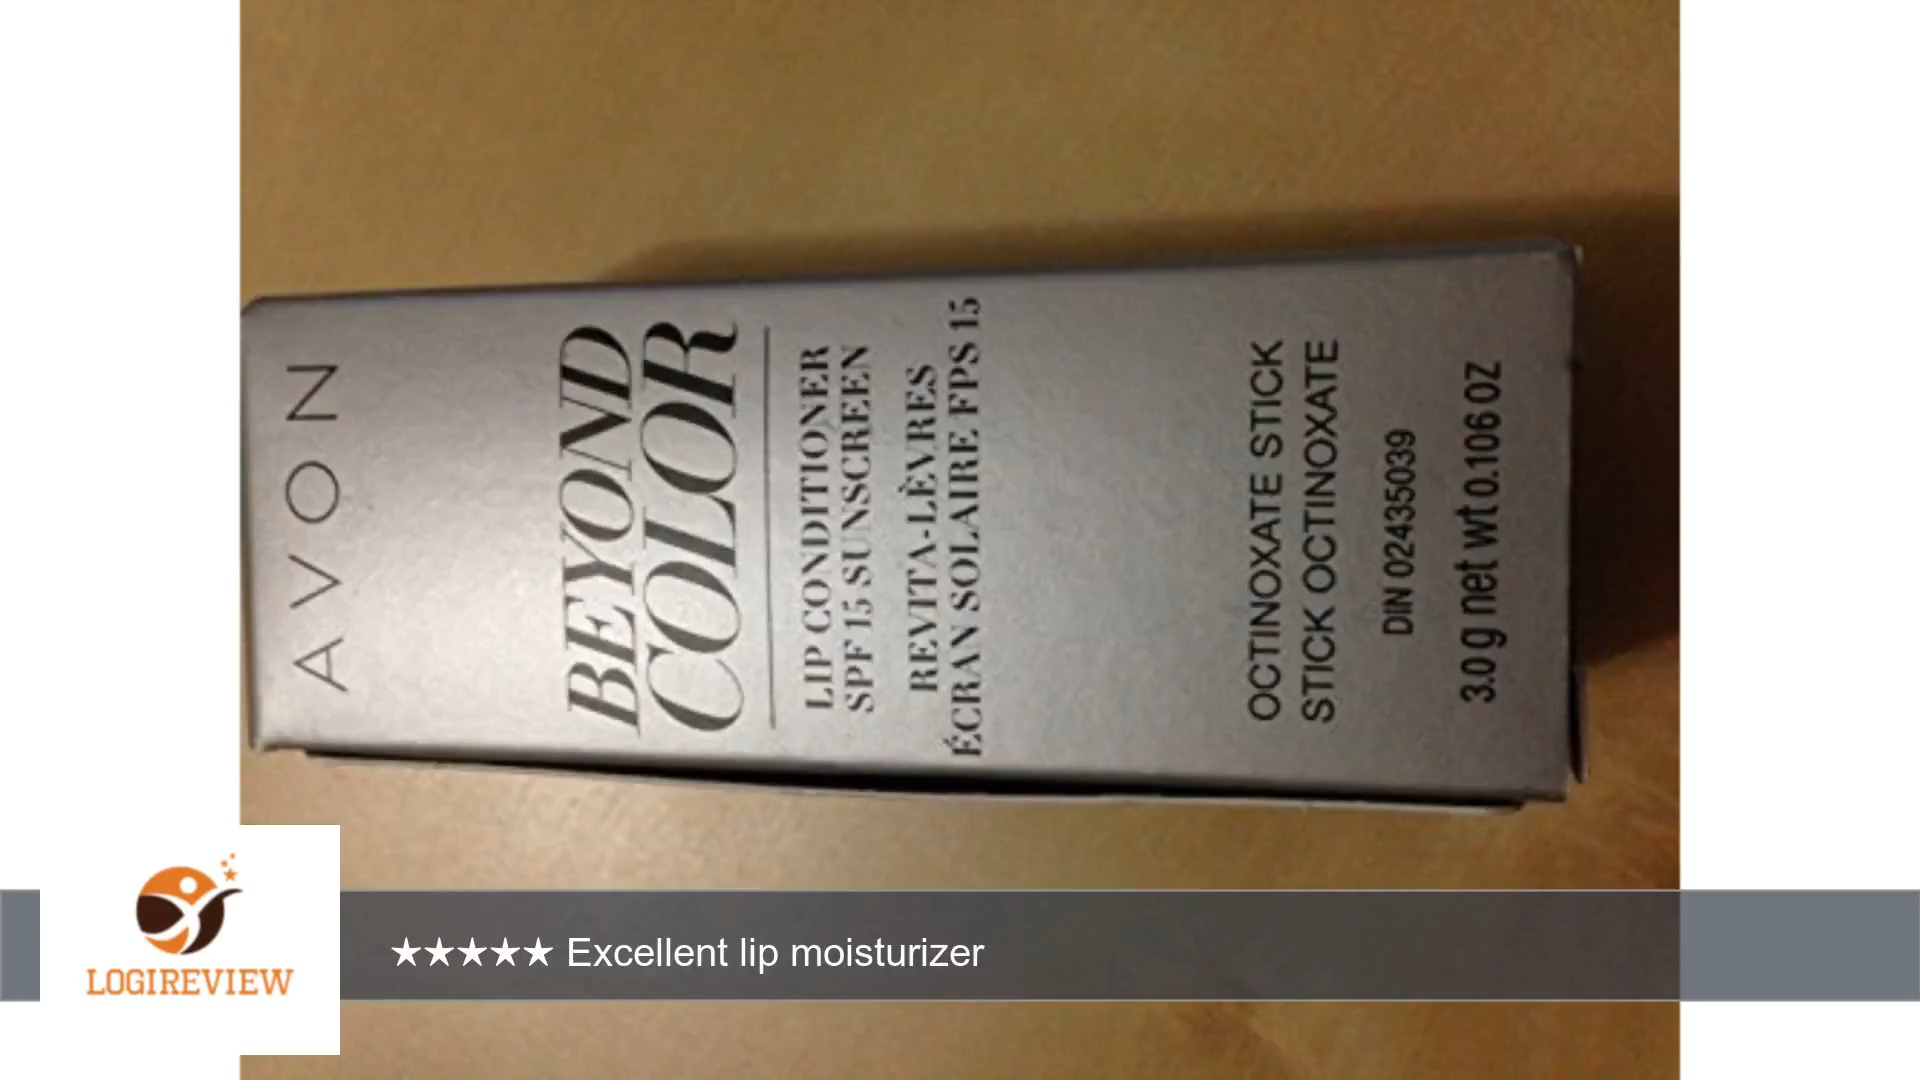 AVON
BEYOND
COLOR
LIP CONDITIONER
SPF 15 SUNSCREEN
REVITA-LÈVRES
ÉCRAN SOLAIRE FPS 15
OCTINOXATE STICK
STICK OCTINOXATE
DIN 02435039
3.0 g net wt 0.106 OZ
LOGIREVIEW
★★★★★ Excellent lip moisturizer